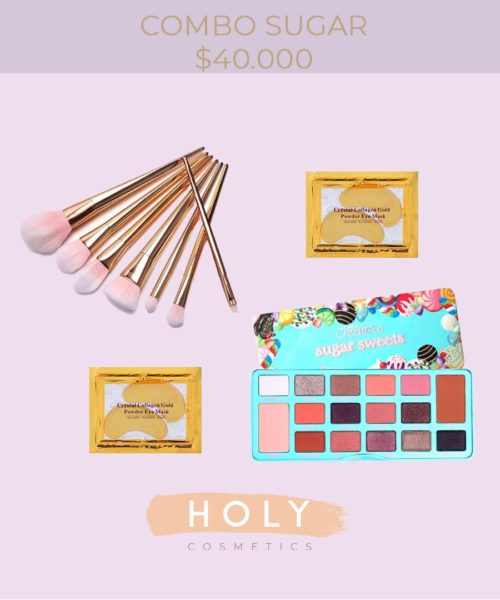 COMBO SUGAR
$40.000
Crystal Collagen Gold
Powder Eye Mask
sugar sweets
Crystal Collagen Gold
Powder Eye Mask
HOLY
COSMETICS